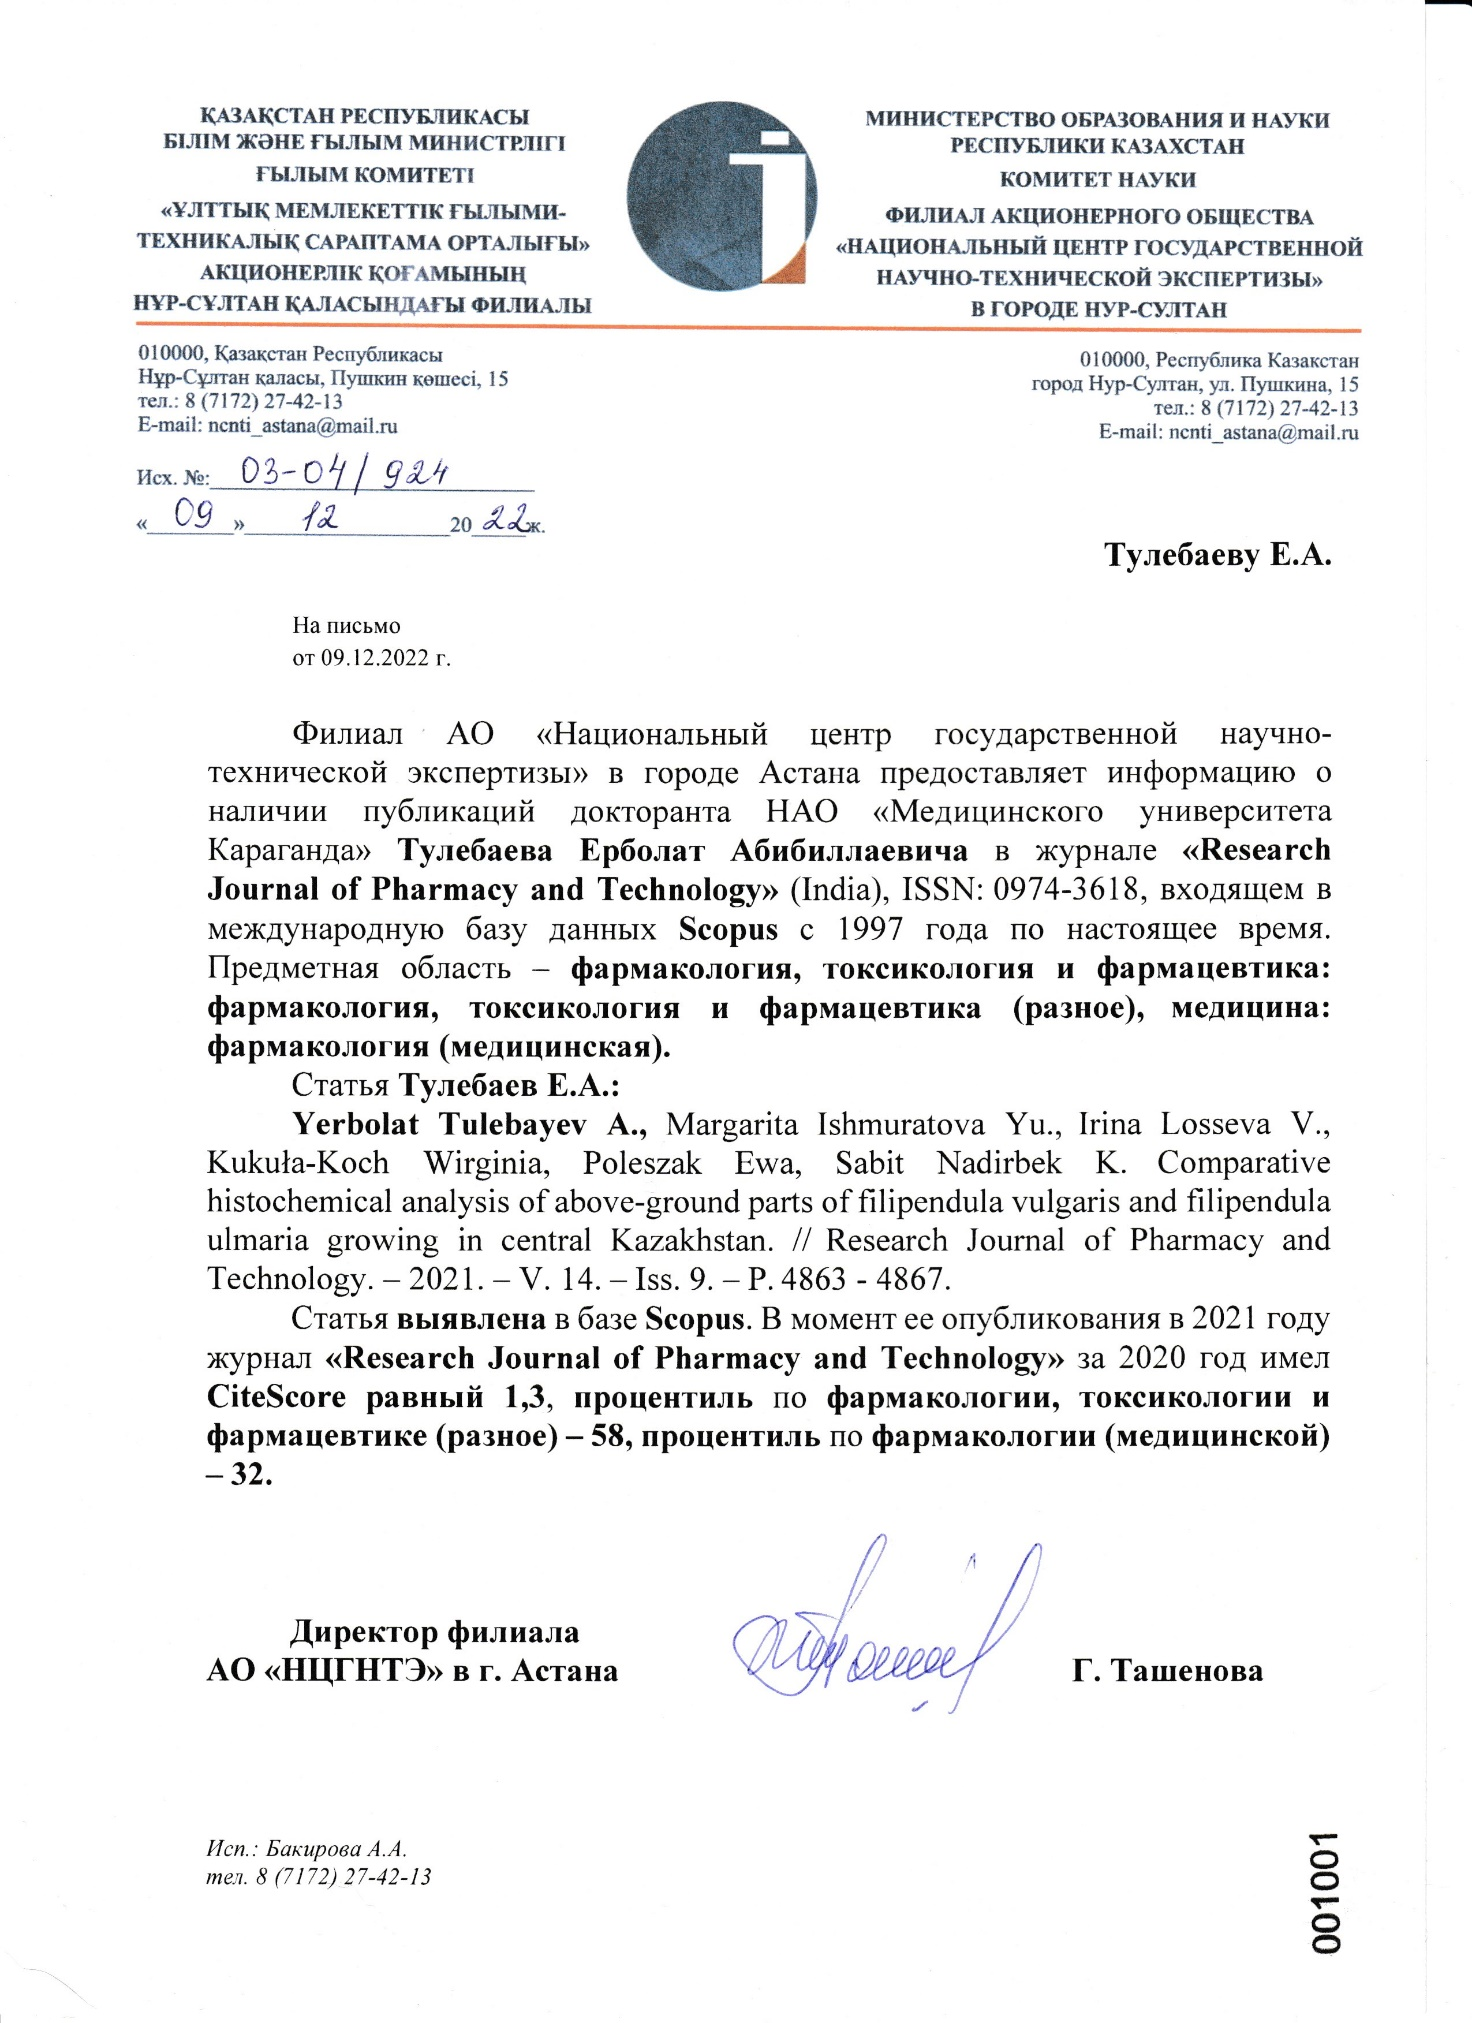 ҚАЗАҚСТАН РЕСПУБЛИКАСЫ
БІЛІМ ЖӘНЕ ҒЫЛЫМ МИНИСТРЛІГІ
ҒЫЛЫМ КОМИТЕТІ
«ҰЛТТЫҚ МЕМЛЕКЕТТІК ҒЫЛЫМИ-
ТЕХНИКАЛЫҚ САРАПТАМА ОРТАЛЫҒЫ»
АКЦИОНЕРЛІК ҚОҒАМЫНЫҢ
НҰР-СҰЛТАН ҚАЛАСЫНДАҒЫ ФИЛИАЛЫ
МИНИСТЕРСТВО ОБРАЗОВАНИЯ И НАУКИ
РЕСПУБЛИКИ КАЗАХСТАН
КОМИТЕТ НАУКИ
ФИЛИАЛ АКЦИОНЕРНОГО ОБЩЕСТВА
«НАЦИОНАЛЬНЫЙ ЦЕНТР ГОСУДАРСТВЕННОЙ
НАУЧНО-ТЕХНИЧЕСКОЙ ЭКСПЕРТИЗЫ»
В ГОРОДЕ НУР-СУЛТАН
010000, Қазақстан Республикасы
Нұр-Сұлтан қаласы, Пушкин көшесі, 15
тел.: 8 (7172) 27-42-13
E-mail: ncnti_astana@mail.ru
010000, Республика Казакстан
город Нур-Султан, ул. Пушкина, 15
тел.: 8 (7172) 27-42-13
E-mail: ncnti_astana@mail.ru
Исх. №: 03-04/924
«09» 12 2022ж.
Тулебаеву Е.А.
На письмо
от 09.12.2022 г.
Филиал АО «Национальный центр государственной научно-
технической экспертизы» в городе Астана предоставляет информацию о
наличии публикаций докторанта НАО «Медицинского университета
Караганда» Тулебаева Ерболат Абибиллаевича в журнале «Research
Journal of Pharmacy and Technology» (India), ISSN: 0974-3618, входящем в
международную базу данных Scopus с 1997 года по настоящее время.
Предметная область – фармакология, токсикология и фармацевтика:
фармакология, токсикология и фармацевтика (разное), медицина:
фармакология (медицинская).
Статья Тулебаев Е.А.:
Yerbolat Tulebayev A., Margarita Ishmuratova Yu., Irina Losseva V.,
Kukuła-Koch Wirginia, Poleszak Ewa, Sabit Nadirbek K. Comparative
histochemical analysis of above-ground parts of filipendula vulgaris and filipendula
ulmaria growing in central Kazakhstan. // Research Journal of Pharmacy and
Technology. – 2021. – V. 14. – Iss. 9. – P. 4863 - 4867.
Статья выявлена в базе Scopus. В момент ее опубликования в 2021 году
журнал «Research Journal of Pharmacy and Technology» за 2020 год имел
CiteScore равный 1,3, процентиль по фармакологии, токсикологии и
фармацевтике (разное) – 58, процентиль по фармакологии (медицинской)
– 32.
Директор филиала
АО «НЦГНТЭ» в г. Астана
Г. Ташенова
Исп.: Бакирова А.А.
тел. 8 (7172) 27-42-13
001001